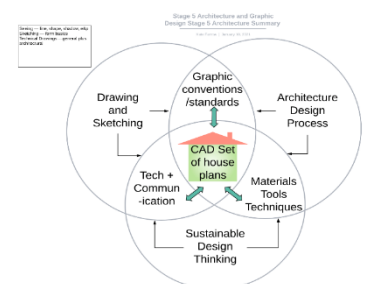 Stage 5 Architecture and Graphic
Design Stage 5 Architecture Summary
Graphic
conventions
/standards
Drawing
and
Sketching
Architecture
Design
Process
CAD Set
of house
plans
Tech +
Commun
-ication
Materials
Tools
Techniques
Sustainable
Design
Thinking